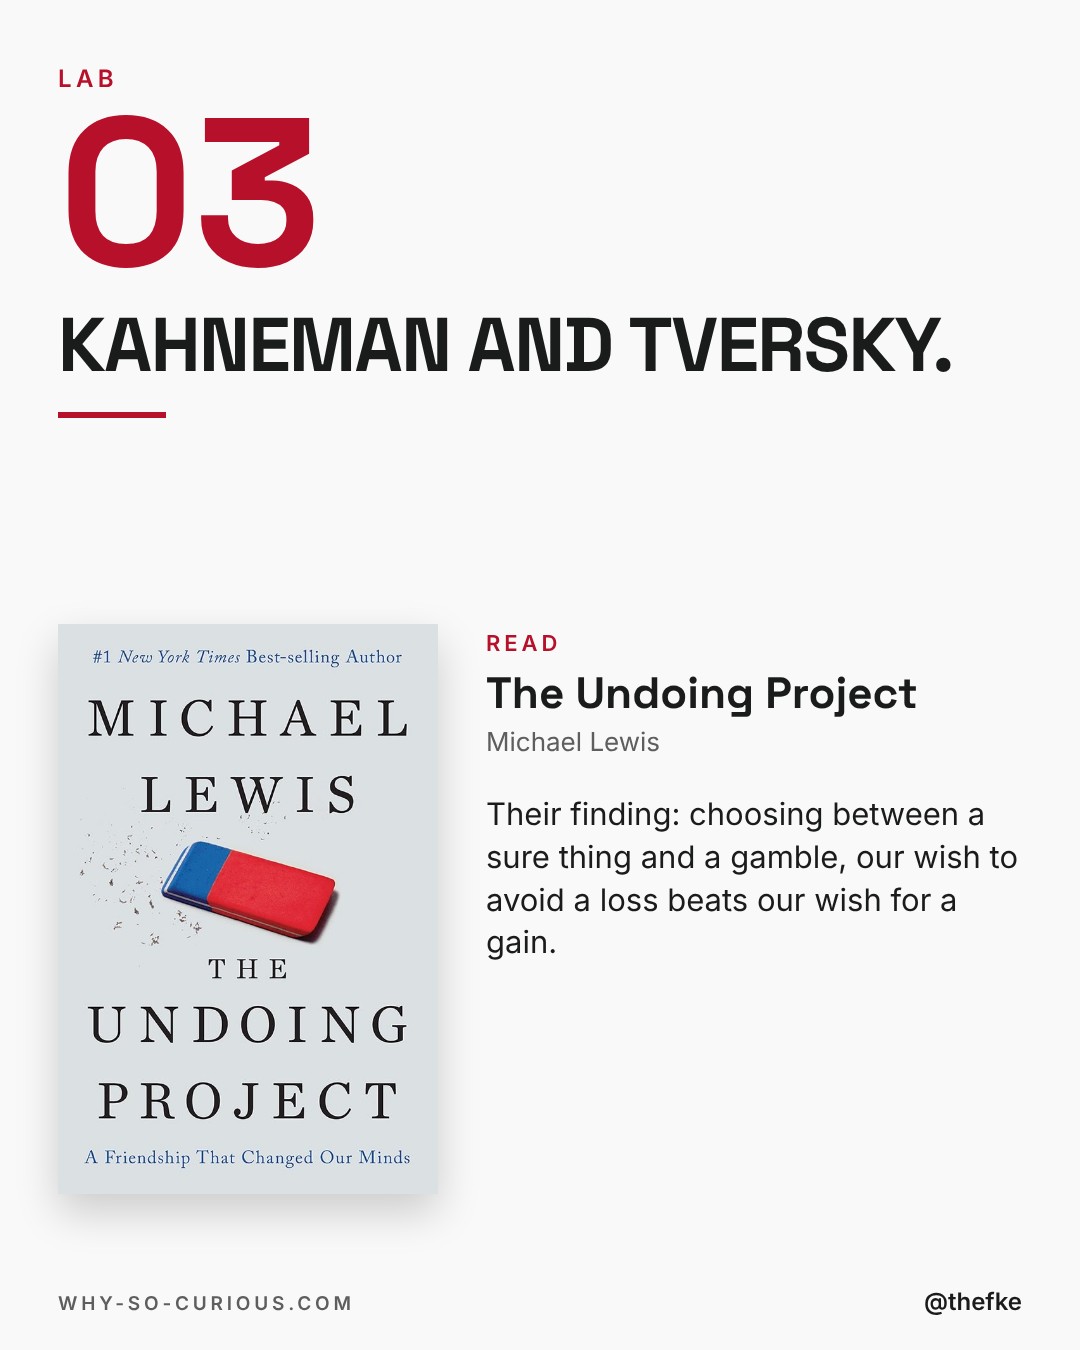 LAB
03
KAHNEMAN AND TVERSKY.
#1 New York Times Best-selling Author
MICHAEL
LEWIS
THE
UNDOING
PROJECT
A Friendship That Changed Our Minds
READ
The Undoing Project
Michael Lewis
Their finding: choosing between a
sure thing and a gamble, our wish to
avoid a loss beats our wish for a
gain.
WHY-SO-CURIOUS.COM
@thefke